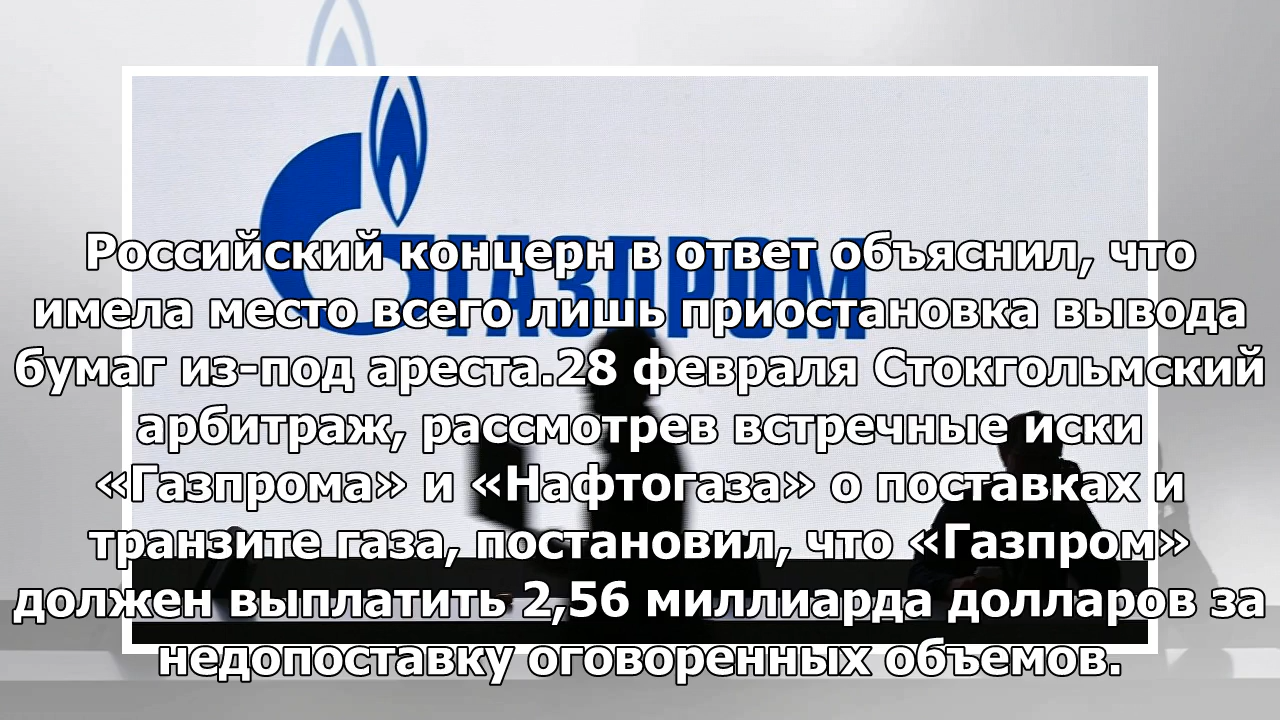 ГАЗПРОМ
Российский концерн в ответ объяснил, что
имела место всего лишь приостановка вывода
бумаг из-под ареста.28 февраля Стокгольмский
арбитраж, рассмотрев встречные иски
«Газпрома» и «Нафтогаза» о поставках и
транзите газа, постановил, что «Газпром»
должен выплатить 2,56 миллиарда долларов за
недопоставку оговоренных объемов.